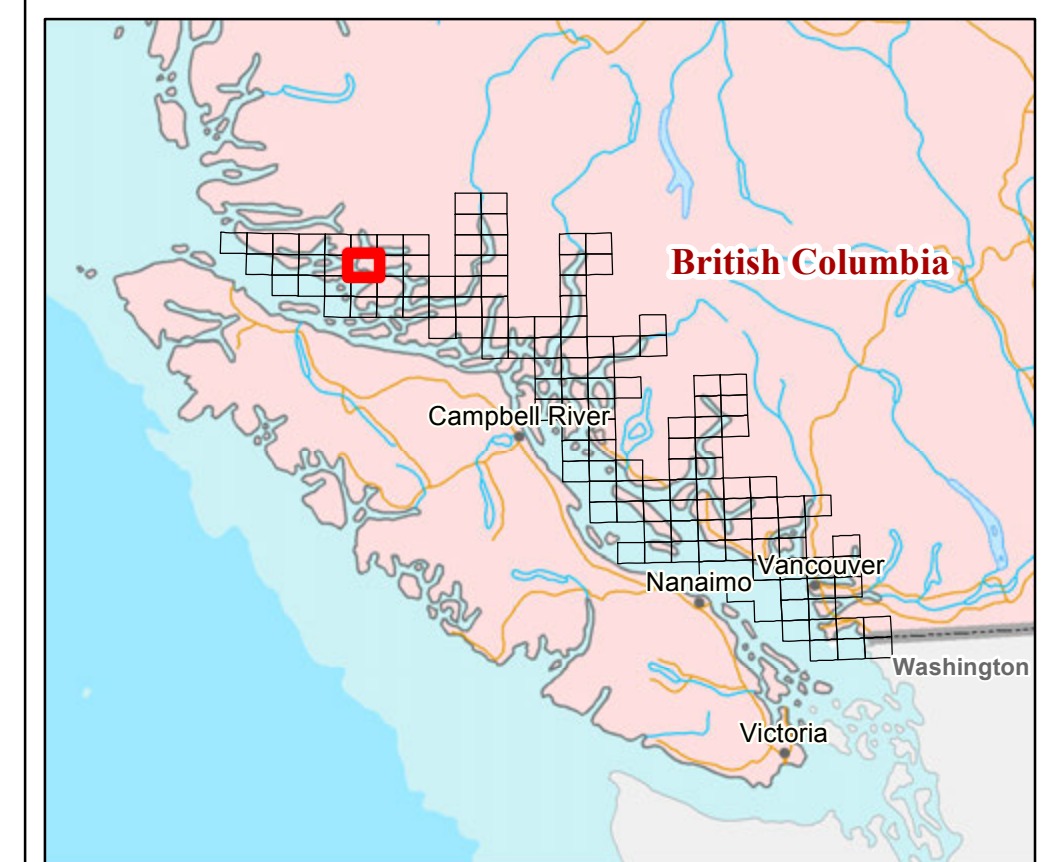 British Columbia
Campbell River
Vancouver
Nanaimo
Washington
Victoria